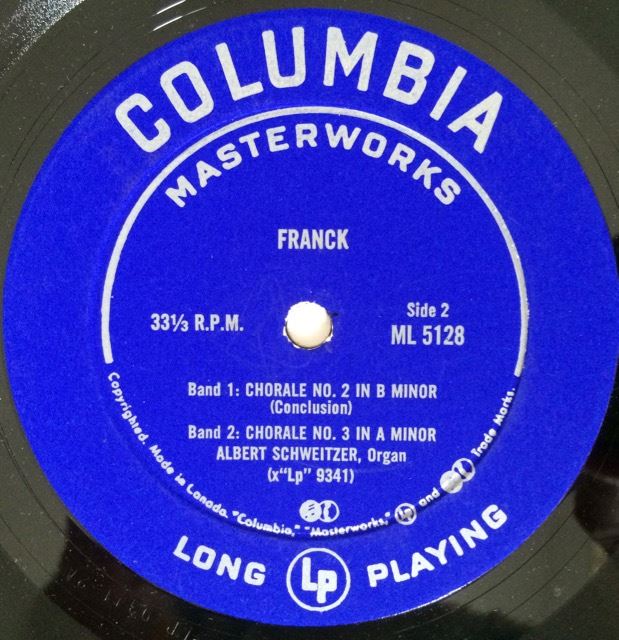 COLUMBIA
MASTERWORKS
FRANCK
33⅓ R.P.M.
Side 2
ML 5128
Band 1: CHORALE NO. 2 IN B MINOR
(Conclusion)
Band 2: CHORALE NO. 3 IN A MINOR
ALBERT SCHWEITZER, Organ
(x"Lp" 9341)
Copyrighted. Made in Canada. "Columbia," "Masterworks," Lp and Trade Marks.
LONG Lp PLAYING